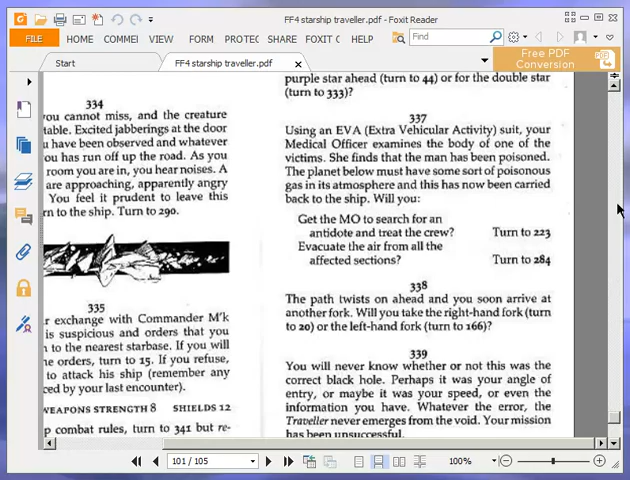 FF4 starship traveller.pdf - Foxit Reader
FILE HOME COMMEI VIEW FORM PROTEC SHARE FOXIT C HELP Find
Start FF4 starship traveller.pdf Free PDF
Conversion
334
you cannot miss, and the creature
table. Excited jabberings at the door
u have been observed and whatever
ou has run off up the road. As you
room you are in, you hear noises. A
are approaching, apparently angry
You feel it prudent to leave this
rn to the ship. Turn to 290.
335
r exchange with Commander M'k
is suspicious and orders that you
n to the nearest starbase. If you will
he orders, turn to 15. If you refuse,
to attack his ship (remember any
ced by your last encounter).
WEAPONS STRENGTH 8 SHIELDS 12
p combat rules, turn to 341 but re-
purple star ahead (turn to 44) or for the double star
(turn to 333)?
337
Using an EVA (Extra Vehicular Activity) suit, your
Medical Officer examines the body of one of the
victims. She finds that the man has been poisoned.
The planet below must have some sort of poisonous
gas in its atmosphere and this has now been carried
back to the ship. Will you:
Get the MO to search for an
antidote and treat the crew? Turn to 223
Evacuate the air from all the
affected sections? Turn to 284
338
The path twists on ahead and you soon arrive at
another fork. Will you take the right-hand fork (turn
to 20) or the left-hand fork (turn to 166)?
339
You will never know whether or not this was the
correct black hole. Perhaps it was your angle of
entry, or maybe it was your speed, or even the
information you have. Whatever the error, the
Traveller never emerges from the void. Your mission
has been unsuccessful.
101 / 105 100%